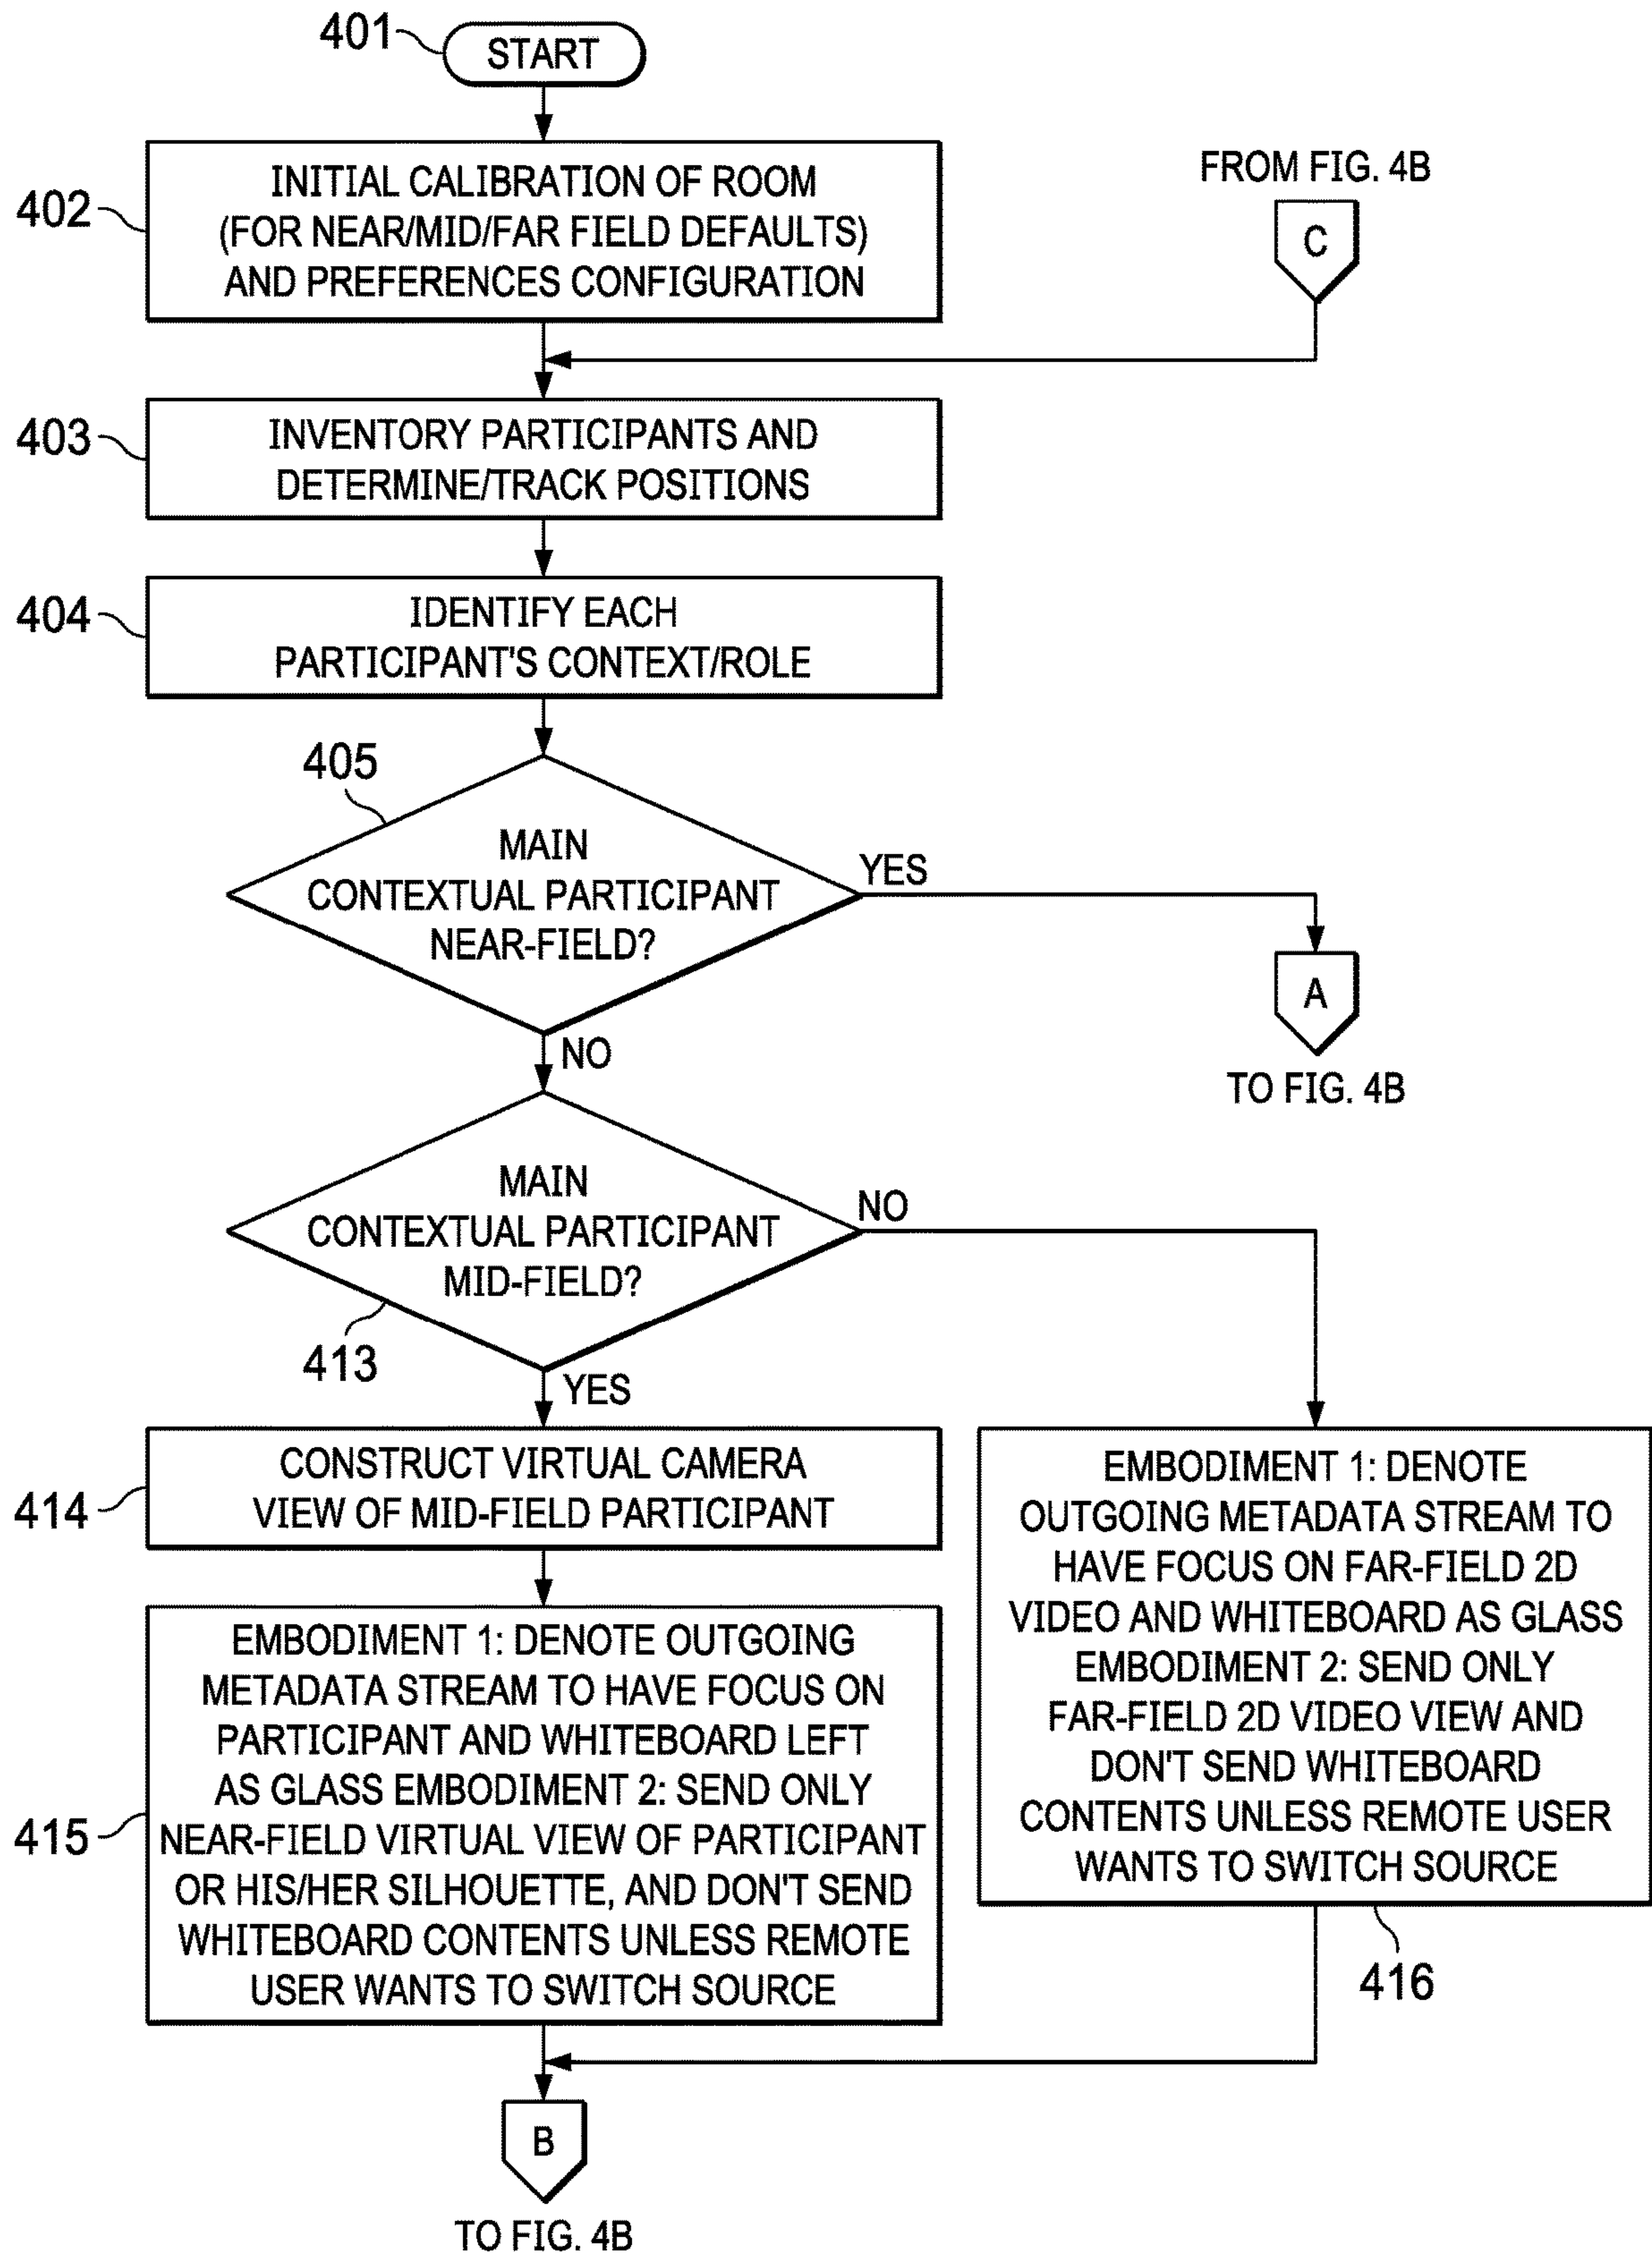 401
START
402
INITIAL CALIBRATION OF ROOM
(FOR NEAR/MID/FAR FIELD DEFAULTS)
AND PREFERENCES CONFIGURATION
FROM FIG. 4B
C
403
INVENTORY PARTICIPANTS AND
DETERMINE/TRACK POSITIONS
404
IDENTIFY EACH
PARTICIPANT'S CONTEXT/ROLE
405
MAIN
CONTEXTUAL PARTICIPANT
NEAR-FIELD?
YES
A
TO FIG. 4B
NO
MAIN
CONTEXTUAL PARTICIPANT
MID-FIELD?
413
NO
YES
414
CONSTRUCT VIRTUAL CAMERA
VIEW OF MID-FIELD PARTICIPANT
415
EMBODIMENT 1: DENOTE OUTGOING
METADATA STREAM TO HAVE FOCUS ON
PARTICIPANT AND WHITEBOARD LEFT
AS GLASS EMBODIMENT 2: SEND ONLY
NEAR-FIELD VIRTUAL VIEW OF PARTICIPANT
OR HIS/HER SILHOUETTE, AND DON'T SEND
WHITEBOARD CONTENTS UNLESS REMOTE
USER WANTS TO SWITCH SOURCE
EMBODIMENT 1: DENOTE
OUTGOING METADATA STREAM TO
HAVE FOCUS ON FAR-FIELD 2D
VIDEO AND WHITEBOARD AS GLASS
EMBODIMENT 2: SEND ONLY
FAR-FIELD 2D VIDEO VIEW AND
DON'T SEND WHITEBOARD
CONTENTS UNLESS REMOTE USER
WANTS TO SWITCH SOURCE
416
B
TO FIG. 4B